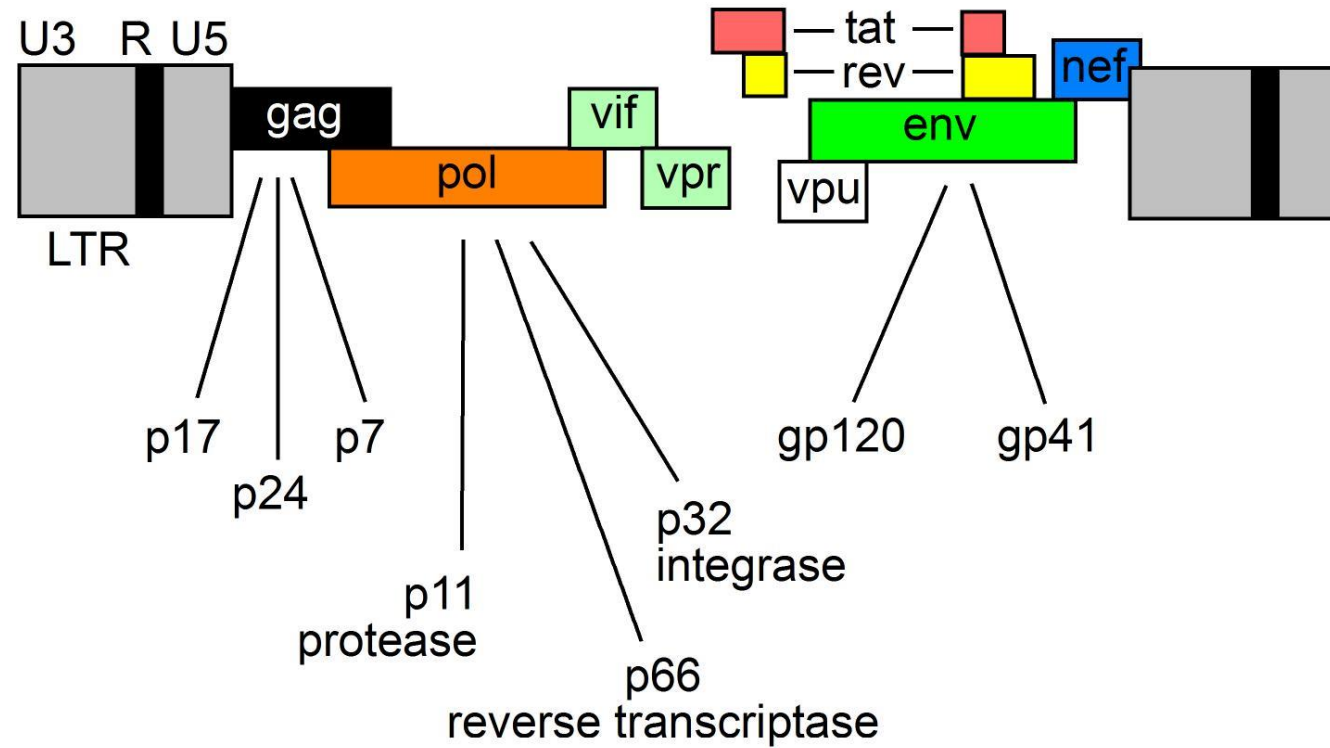 U3 R U5
LTR
gag
pol
vif
vpr
tat
rev
vpu
env
nef
p17
p24
p7
p11
protease
p66
reverse transcriptase
p32
integrase
gp120
gp41